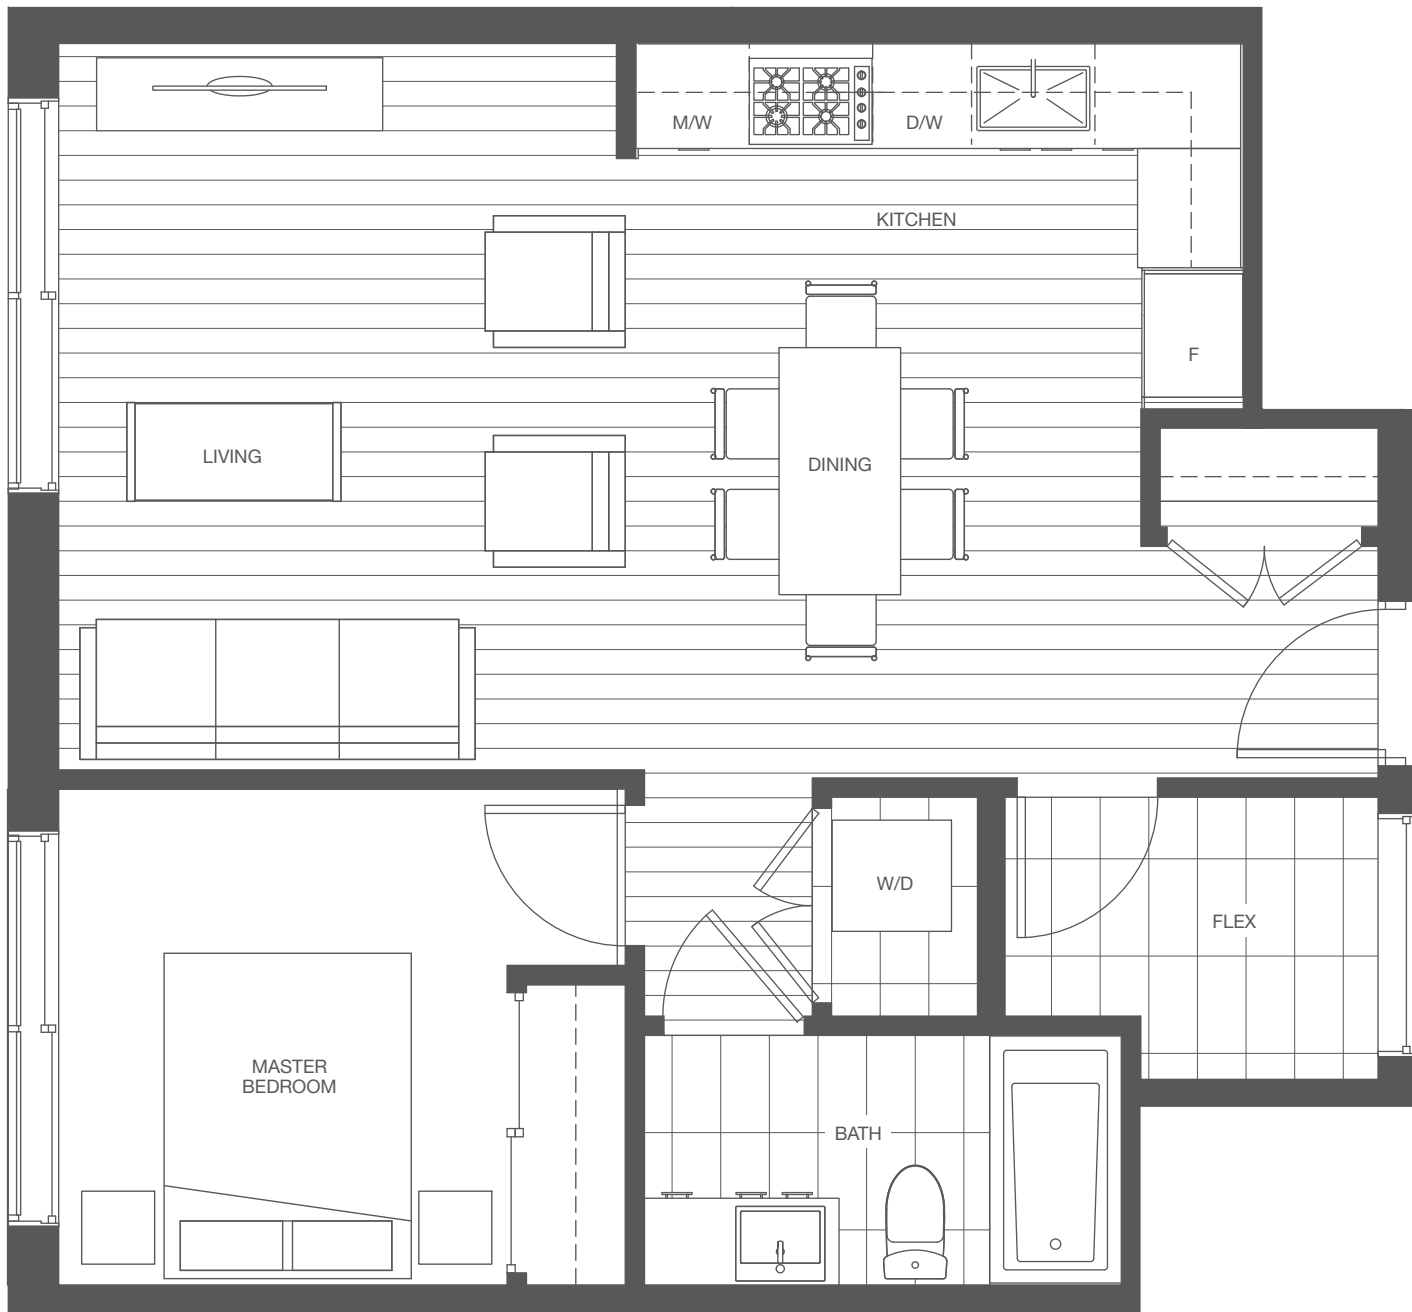 M/W
D/W
KITCHEN
F
LIVING
DINING
W/D
FLEX
MASTER
BEDROOM
BATH